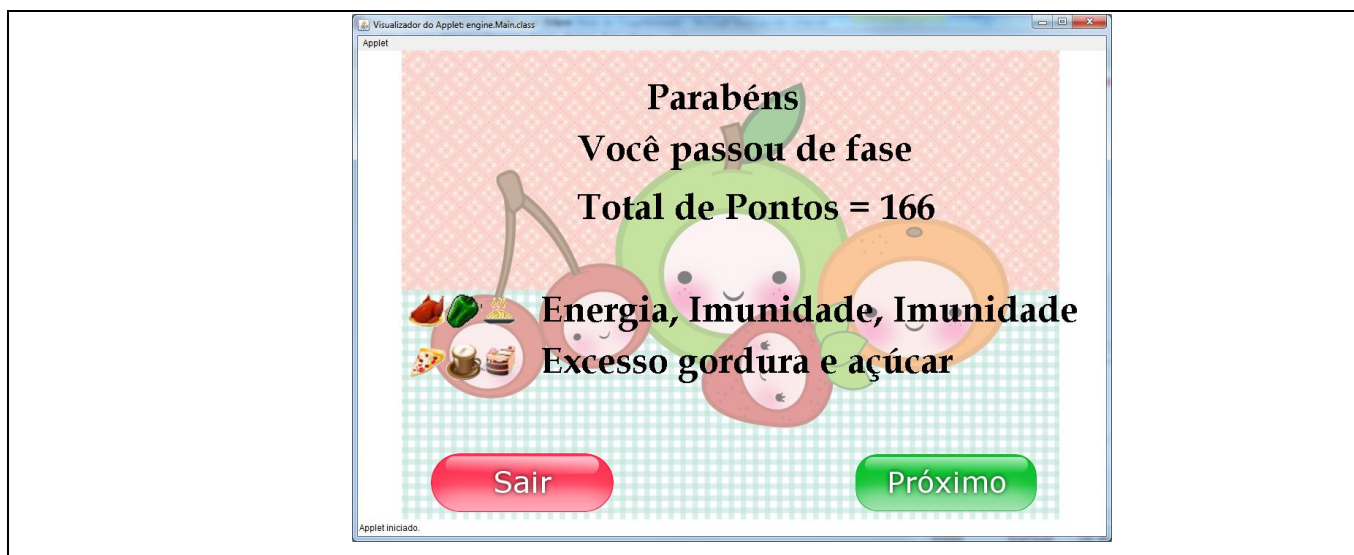 Visualizador do Applet: engine.Main.class
Applet
Parabéns
Você passou de fase
Total de Pontos = 166
Energia, Imunidade, Imunidade
Excesso gordura e açúcar
Sair
Próximo
Applet iniciado.